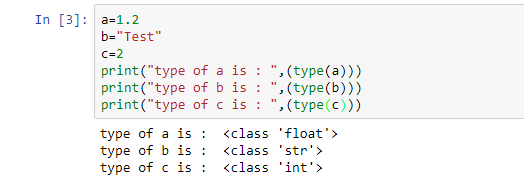 In [3]: a=1.2
b="Test"
c=2
print("type of a is : ",(type(a)))
print("type of b is : ",(type(b)))
print("type of c is : ",(type(c)))
type of a is :  <class 'float'>
type of b is :  <class 'str'>
type of c is :  <class 'int'>